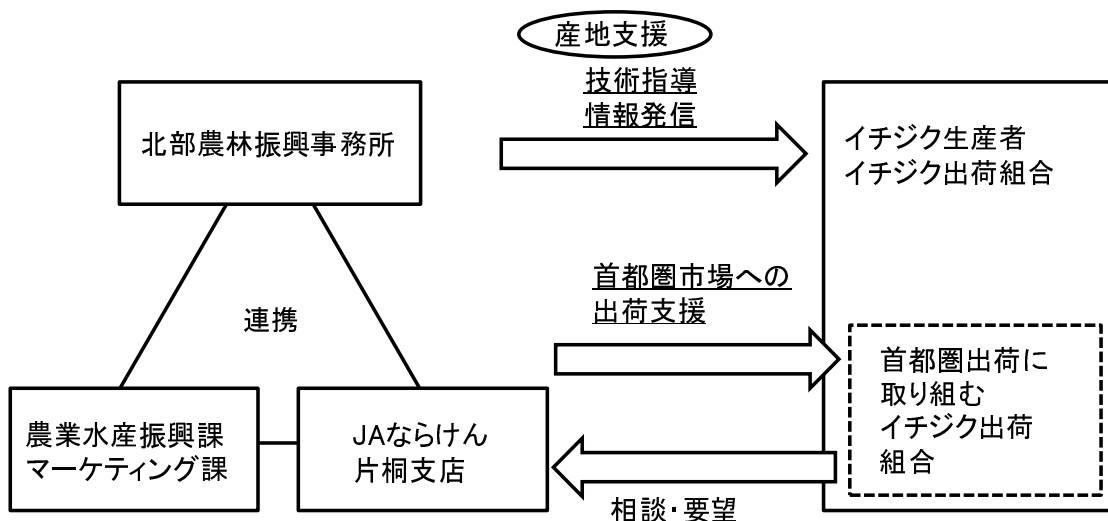 産地支援
技術指導
情報発信
北部農林振興事務所
イチジク生産者
イチジク出荷組合
首都圏市場への
出荷支援
連携
首都圏出荷に
取り組む
イチジク出荷
組合
農業水産振興課
マーケティング課
JAならけん
片桐支店
相談・要望